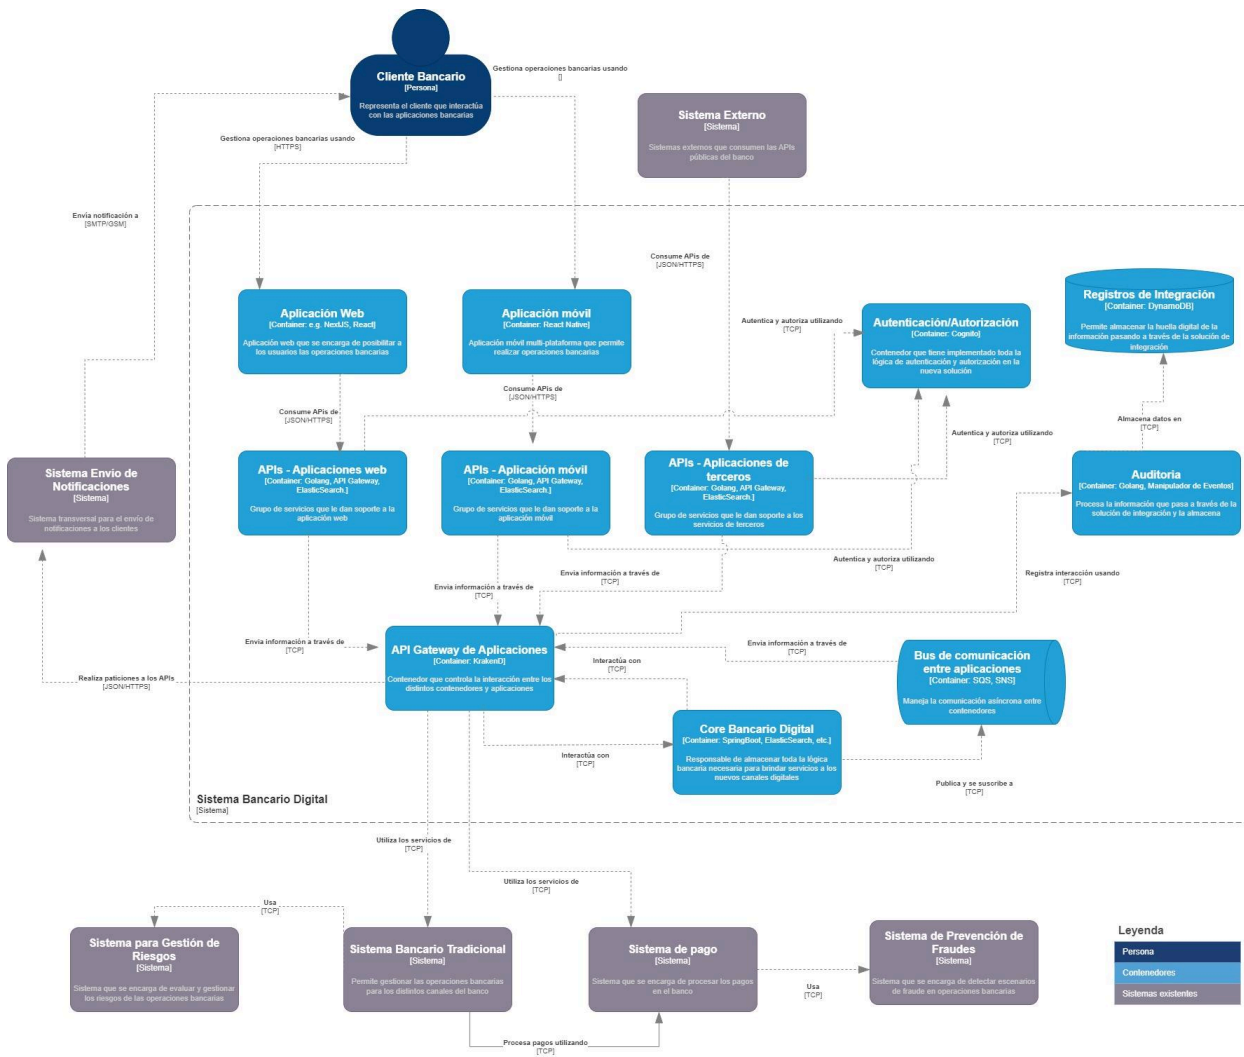 Cliente Bancario
[Persona]
Representa el cliente que interactúa
con las aplicaciones bancarias
Gestiona operaciones bancarias usando
[]
Gestiona operaciones bancarias usando
[HTTPS]
Sistema Externo
[Sistema]
Sistemas externos que consumen las APIs
públicas del banco
Envía notificación a
[SMTP/GSM]
Consume APIs de
[JSON/HTTPS]
Aplicación Web
[Container: e.g. NextJS, React]
Aplicación web que se encarga de posibilitar a
los usuarios las operaciones bancarias
Aplicación móvil
[Container: React Native]
Aplicación móvil multi-plataforma que permite
realizar operaciones bancarias
Autentica y autoriza utilizando
[TCP]
Autenticación/Autorización
[Container: Cognito]
Contenedor que tiene implementado toda la
lógica de autenticación y autorización en la
nueva solución
Registros de Integración
[Container: DynamoDB]
Permite almacenar la huella digital de la
información pasando a través de la solución de
integración
Consume APIs de
[JSON/HTTPS]
Consume APIs de
[JSON/HTTPS]
Almacena datos en
[TCP]
Autentica y autoriza utilizando
[TCP]
Sistema Envío de
Notificaciones
[Sistema]
Sistema transversal para el envío de
notificaciones a los clientes
APIs - Aplicaciones web
[Container: Golang, API Gateway,
ElasticSearch.]
Grupo de servicios que le dan soporte a la
aplicación web
APIs - Aplicación móvil
[Container: Golang, API Gateway,
ElasticSearch.]
Grupo de servicios que le dan soporte a la
aplicación móvil
APIs - Aplicaciones de
terceros
[Container: Golang, API Gateway,
ElasticSearch.]
Grupo de servicios que le dan soporte a los
servicios de terceros
Auditoria
[Container: Golang, Manipulador de Eventos]
Procesa la información que pasa a través de la
solución de integración y la almacena
Autentica y autoriza utilizando
[TCP]
Registra interacción usando
[TCP]
Envia información a través de
[TCP]
Envia información a través de
[TCP]
Envia información a través de
[TCP]
API Gateway de Aplicaciones
[Container: KrakenD]
Contenedor que controla la interacción entre los
distintos contenedores y aplicaciones
Envia información a través de
[TCP]
Interactúa con
[TCP]
Bus de comunicación
entre aplicaciones
[Container: SQS, SNS]
Maneja la comunicación asíncrona entre
contenedores
Realiza paticiones a los APIs
[JSON/HTTPS]
Interactúa con
[TCP]
Core Bancario Digital
[Container: SpringBoot, ElasticSearch, etc.]
Responsable de almacenar toda la lógica
bancaria necesaria para brindar servicios a los
nuevos canales digitales
Publica y se suscribe a
[TCP]
Sistema Bancario Digital
[Sistema]
Utiliza los servicios de
[TCP]
Utiliza los servicios de
[TCP]
Usa
[TCP]
Sistema para Gestión de
Riesgos
[Sistema]
Sistema que se encarga de evaluar y gestionar
los riesgos de las operaciones bancarias
Sistema Bancario Tradicional
[Sistema]
Permite gestionar las operaciones bancarias
para los distintos canales del banco
Sistema de pago
[Sistema]
Sistema que se encarga de procesar los pagos
en el banco
Usa
[TCP]
Sistema de Prevención de
Fraudes
[Sistema]
Sistema que se encarga de detectar escenarios
de fraude en operaciones bancarias
Procesa pagos utilizando
[TCP]
Leyenda
Persona
Contenedores
Sistemas existentes